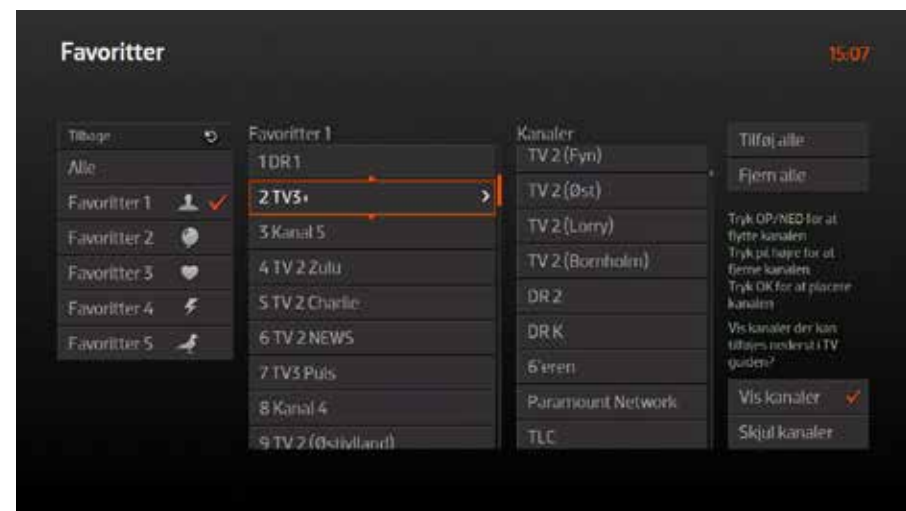 Favoritter
15:07
Tilbage
Alle
Favoritter 1
Favoritter 2
Favoritter 3
Favoritter 4
Favoritter 5
Favoritter 1
1 DR 1
2 TV3+
3 Kanal 5
4 TV 2 Zulu
5 TV 2 Charlie
6 TV 2 NEWS
7 TV3 Puls
8 Kanal 4
9 TV 2 (Østjylland)
Kanaler
TV 2 (Fyn)
TV 2 (Øst)
TV 2 (Lorry)
TV 2 (Bornholm)
DR 2
DR K
6'eren
Paramount Network
TLC
Tilføj alle
Fjern alle
Tryk OP/NED for at
flytte kanalen
Tryk pil højre for at
fjerne kanalen
Tryk OK for at placere
kanalen
Vis kanaler der kan
tilføjes nederst i TV
guiden?
Vis kanaler
Skjul kanaler